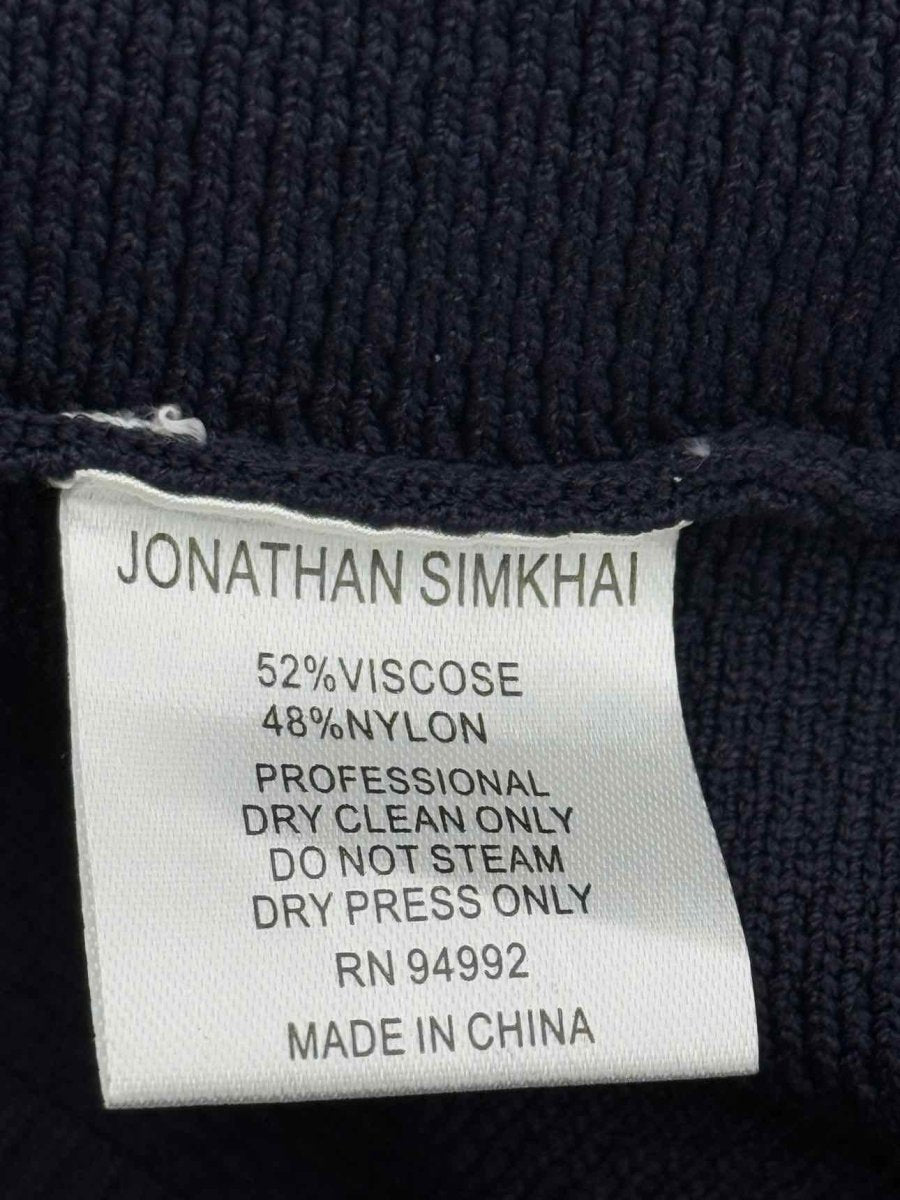 JONATHAN SIMKHAI
52%VISCOSE
48%NYLON
PROFESSIONAL
DRY CLEAN ONLY
DO NOT STEAM
DRY PRESS ONLY
RN 94992
MADE IN CHINA